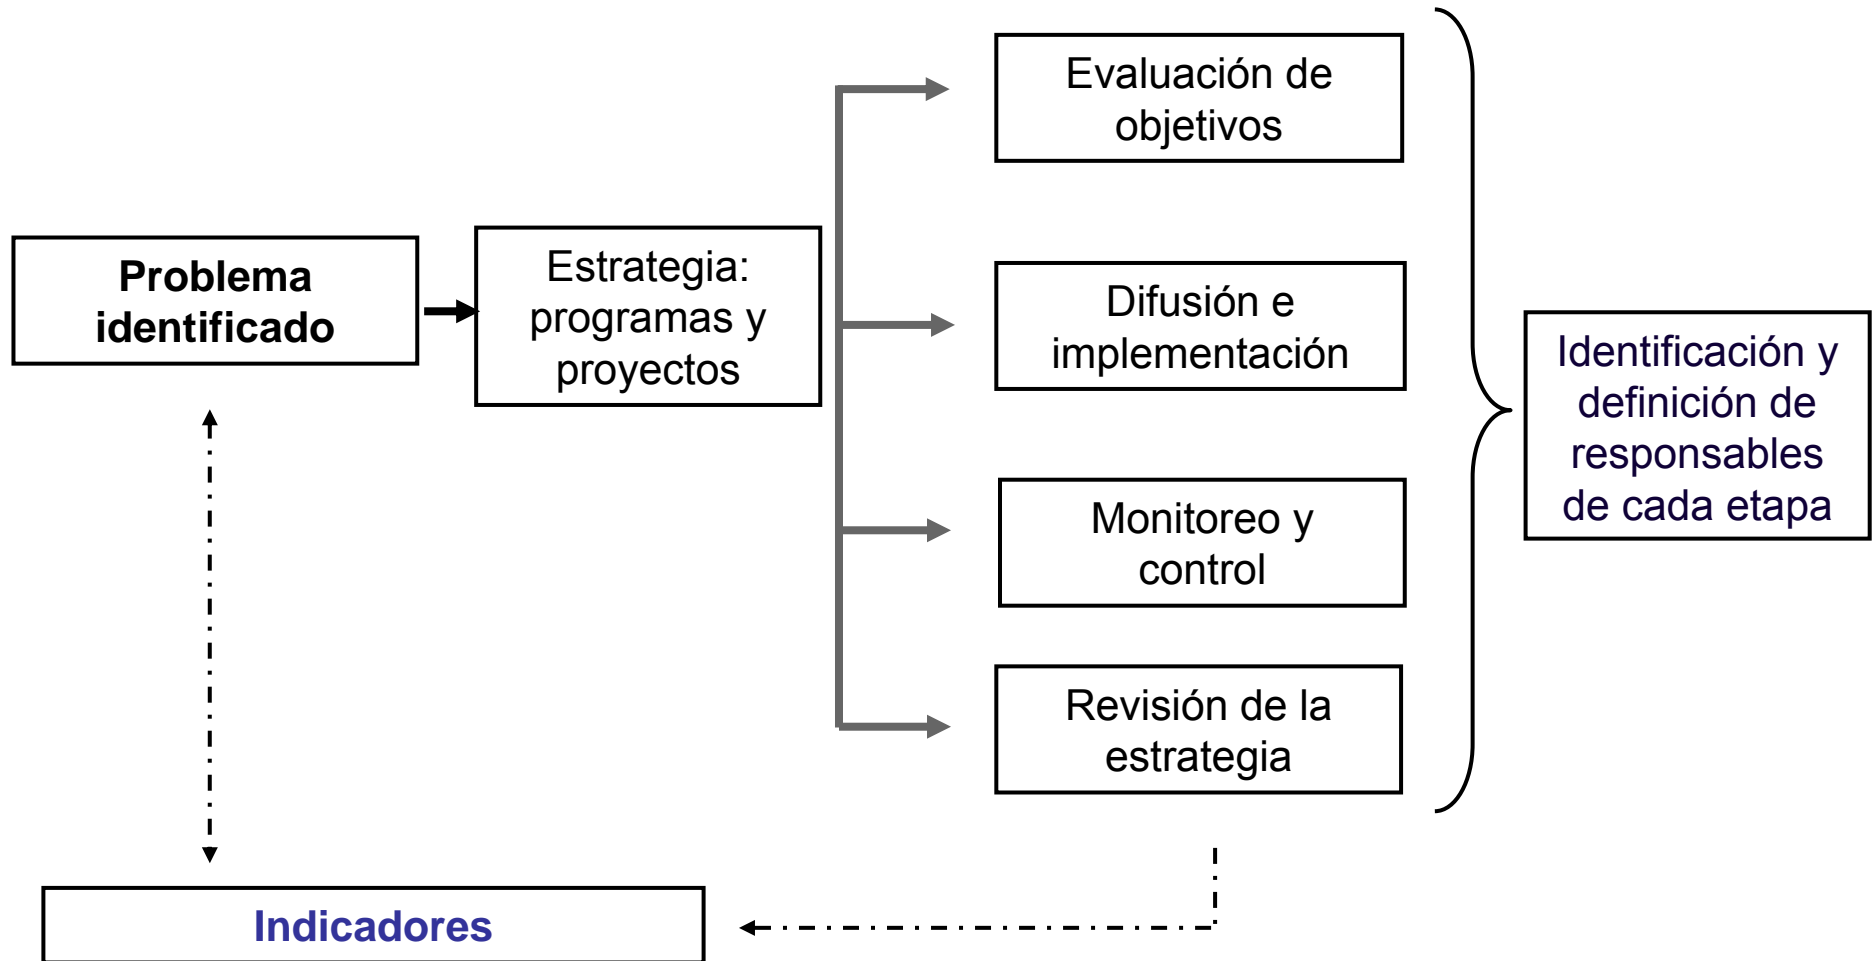 Problema
identificado
Estrategia:
programas y
proyectos
Evaluación de
objetivos
Difusión e
implementación
Monitoreo y
control
Revisión de la
estrategia
Identificación y
definición de
responsables
de cada etapa
Indicadores